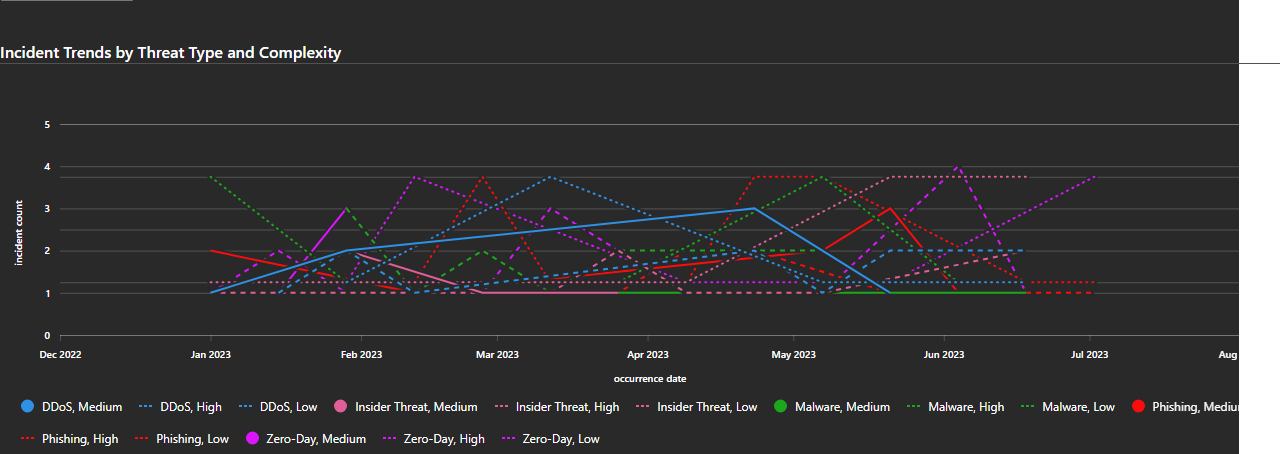 Incident Trends by Threat Type and Complexity
5
4
3
2
1
0
incident count
Dec 2022 Jan 2023 Feb 2023 Mar 2023 Apr 2023 May 2023 Jun 2023 Jul 2023 Aug
occurrence date
DDoS, Medium DDoS, High DDoS, Low Insider Threat, Medium Insider Threat, High Insider Threat, Low Malware, Medium Malware, High Malware, Low Phishing, Mediu
Phishing, High Phishing, Low Zero-Day, Medium Zero-Day, High Zero-Day, Low